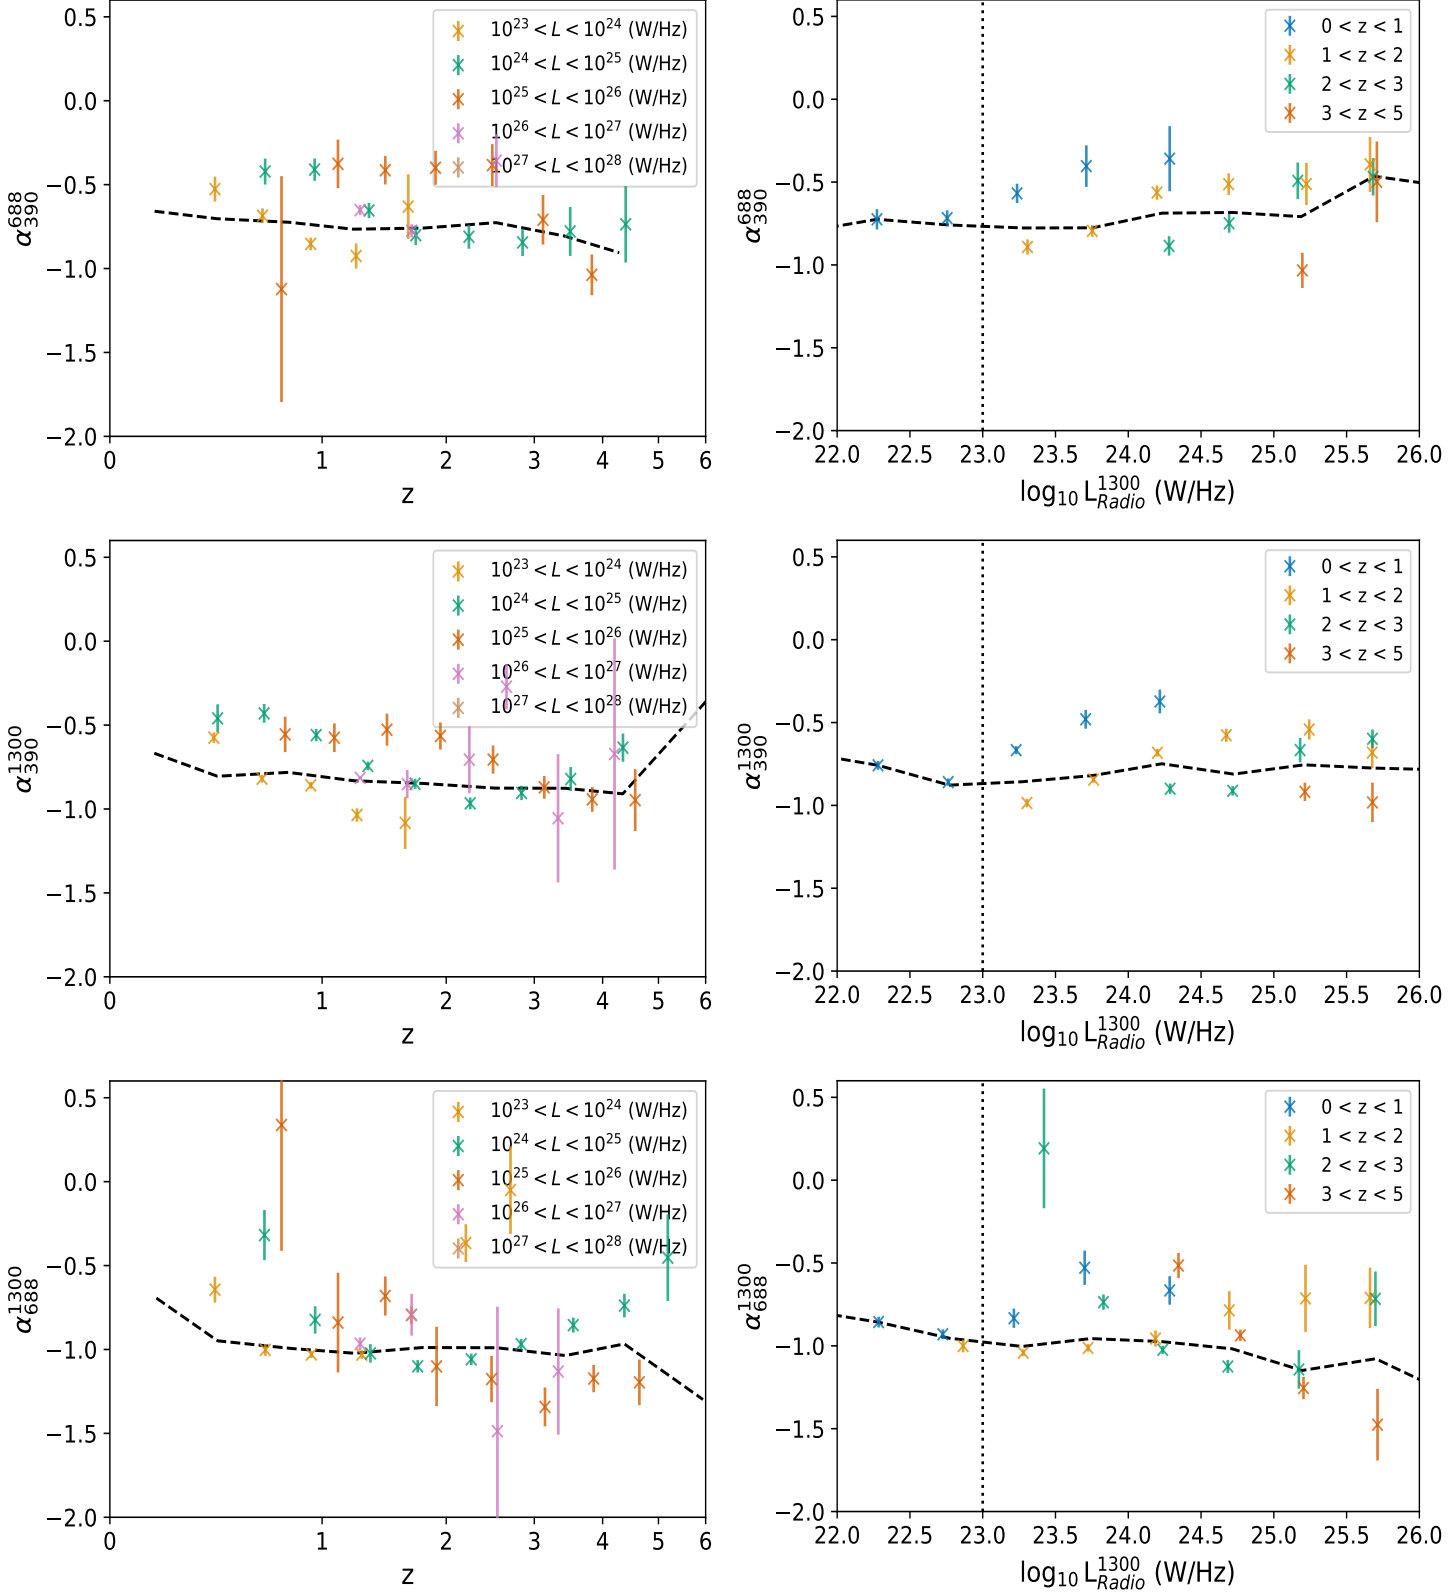 10^23 < L < 10^24 (W/Hz)
10^24 < L < 10^25 (W/Hz)
10^25 < L < 10^26 (W/Hz)
10^26 < L < 10^27 (W/Hz)
10^27 < L < 10^28 (W/Hz)
0.5
0.0
−0.5
−1.0
−1.5
−2.0
α^688_390
0 1 2 3 4 5 6
z
0 < z < 1
1 < z < 2
2 < z < 3
3 < z < 5
0.5
0.0
−0.5
−1.0
−1.5
−2.0
α^688_390
22.0 22.5 23.0 23.5 24.0 24.5 25.0 25.5 26.0
log_10 L^1300_Radio (W/Hz)
10^23 < L < 10^24 (W/Hz)
10^24 < L < 10^25 (W/Hz)
10^25 < L < 10^26 (W/Hz)
10^26 < L < 10^27 (W/Hz)
10^27 < L < 10^28 (W/Hz)
0.5
0.0
−0.5
−1.0
−1.5
−2.0
α^1300_390
0 1 2 3 4 5 6
z
0 < z < 1
1 < z < 2
2 < z < 3
3 < z < 5
0.5
0.0
−0.5
−1.0
−1.5
−2.0
α^1300_390
22.0 22.5 23.0 23.5 24.0 24.5 25.0 25.5 26.0
log_10 L^1300_Radio (W/Hz)
10^23 < L < 10^24 (W/Hz)
10^24 < L < 10^25 (W/Hz)
10^25 < L < 10^26 (W/Hz)
10^26 < L < 10^27 (W/Hz)
10^27 < L < 10^28 (W/Hz)
0.5
0.0
−0.5
−1.0
−1.5
−2.0
α^1300_688
0 1 2 3 4 5 6
z
0 < z < 1
1 < z < 2
2 < z < 3
3 < z < 5
0.5
0.0
−0.5
−1.0
−1.5
−2.0
α^1300_688
22.0 22.5 23.0 23.5 24.0 24.5 25.0 25.5 26.0
log_10 L^1300_Radio (W/Hz)